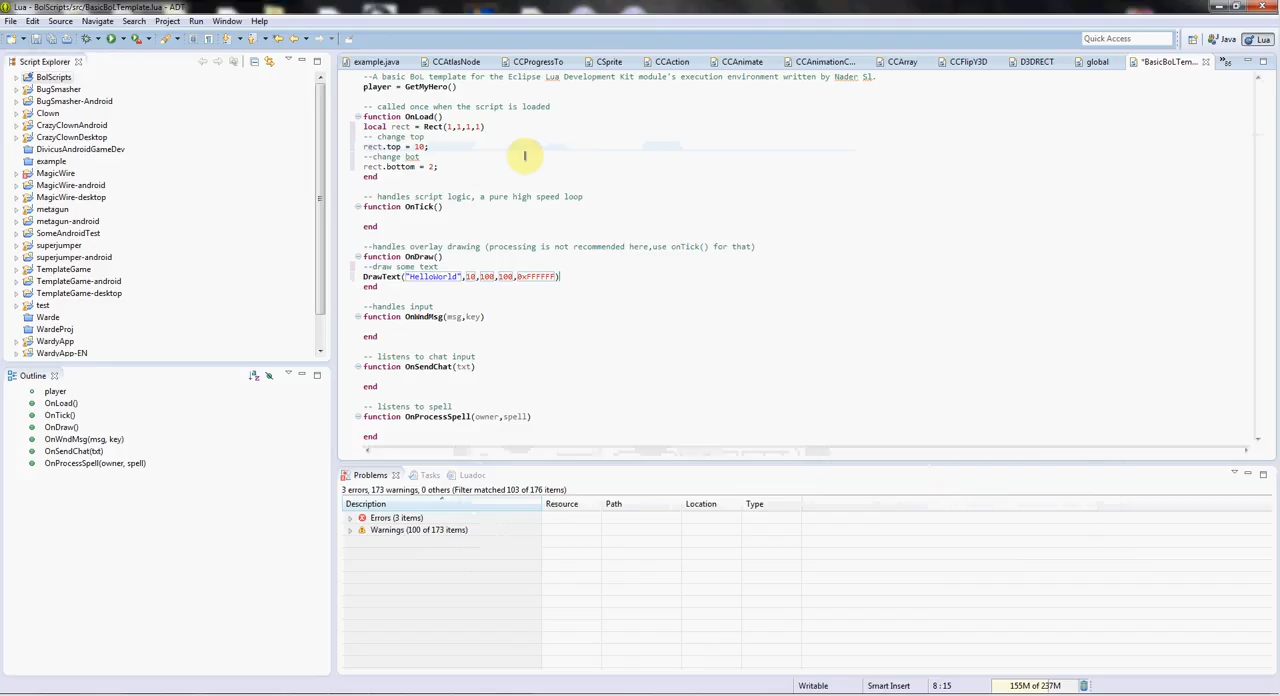 Lua - BolScripts/src/BasicBoLTemplate.lua - ADT
File Edit Source Navigate Search Project Run Window Help
Quick Access
Java
Lua
Script Explorer
BolScripts
BugSmasher
BugSmasher-Android
Clown
CrazyClownAndroid
CrazyClownDesktop
DivicusAndroidGameDev
example
MagicWire
MagicWire-android
MagicWire-desktop
metagun
metagun-android
SomeAndroidTest
superjumper
superjumper-android
TemplateGame
TemplateGame-android
TemplateGame-desktop
test
Warde
WardeProj
WardyApp
WardyApp-EN
Outline
player
OnLoad()
OnTick()
OnDraw()
OnWndMsg(msg, key)
OnSendChat(txt)
OnProcessSpell(owner, spell)
example.java CCAtlasNode CCProgressTo CSprite CCAction CCAnimate CCAnimationC... CCArray CCFlipY3D D3DRECT global *BasicBoLTem... 
--A basic BoL template for the Eclipse Lua Development Kit module's execution environment written by Nader Sl.
player = GetMyHero()
-- called once when the script is loaded
function OnLoad()
local rect = Rect(1,1,1,1)
-- change top
rect.top = 10;
--change bot
rect.bottom = 2;
end
-- handles script logic, a pure high speed loop
function OnTick()
end
--handles overlay drawing (processing is not recommended here,use onTick() for that)
function OnDraw()
--draw some text
DrawText("HelloWorld",10,100,100,0xFFFFFF)
end
--handles input
function OnWndMsg(msg,key)
end
-- listens to chat input
function OnSendChat(txt)
end
-- listens to spell
function OnProcessSpell(owner,spell)
end
Problems Tasks Luadoc
3 errors, 173 warnings, 0 others (Filter matched 103 of 176 items)
Description Resource Path Location Type
Errors (3 items)
Warnings (100 of 173 items)
Writable Smart Insert 8 : 15 155M of 237M